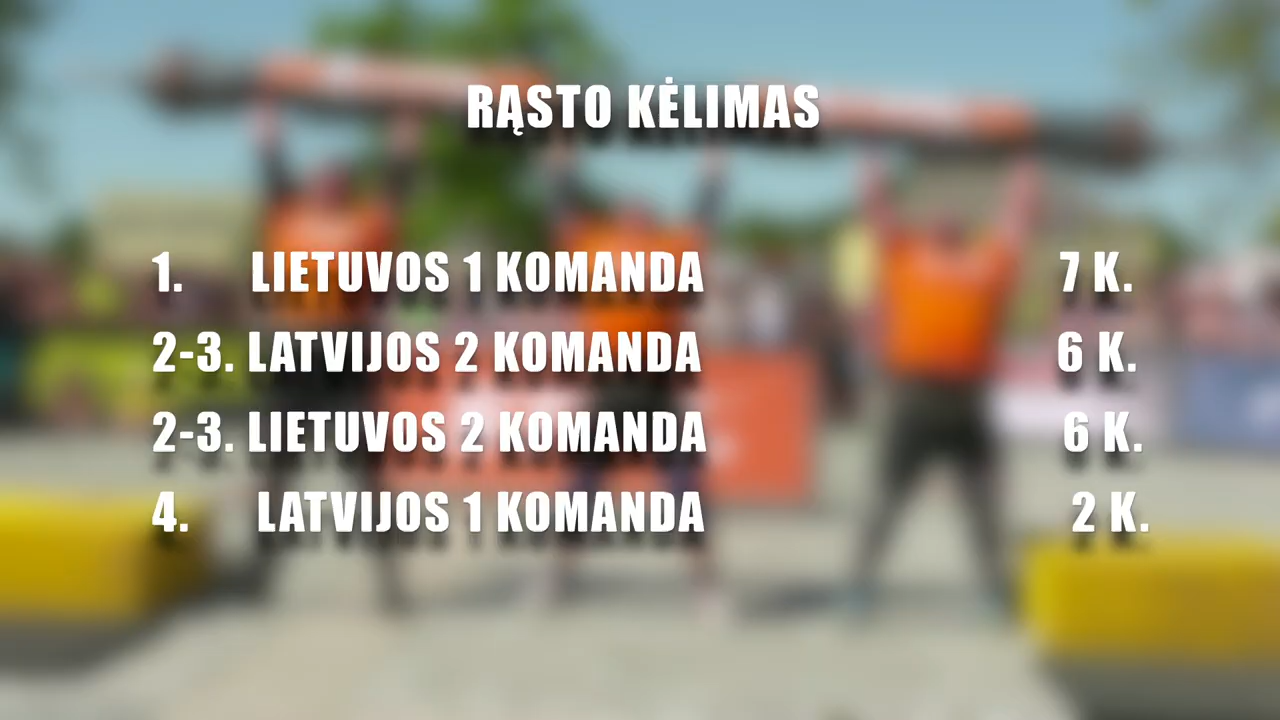 RĄSTO KĖLIMAS
1. LIETUVOS 1 KOMANDA 7 K.
2-3. LATVIJOS 2 KOMANDA 6 K.
2-3. LIETUVOS 2 KOMANDA 6 K.
4. LATVIJOS 1 KOMANDA 2 K.